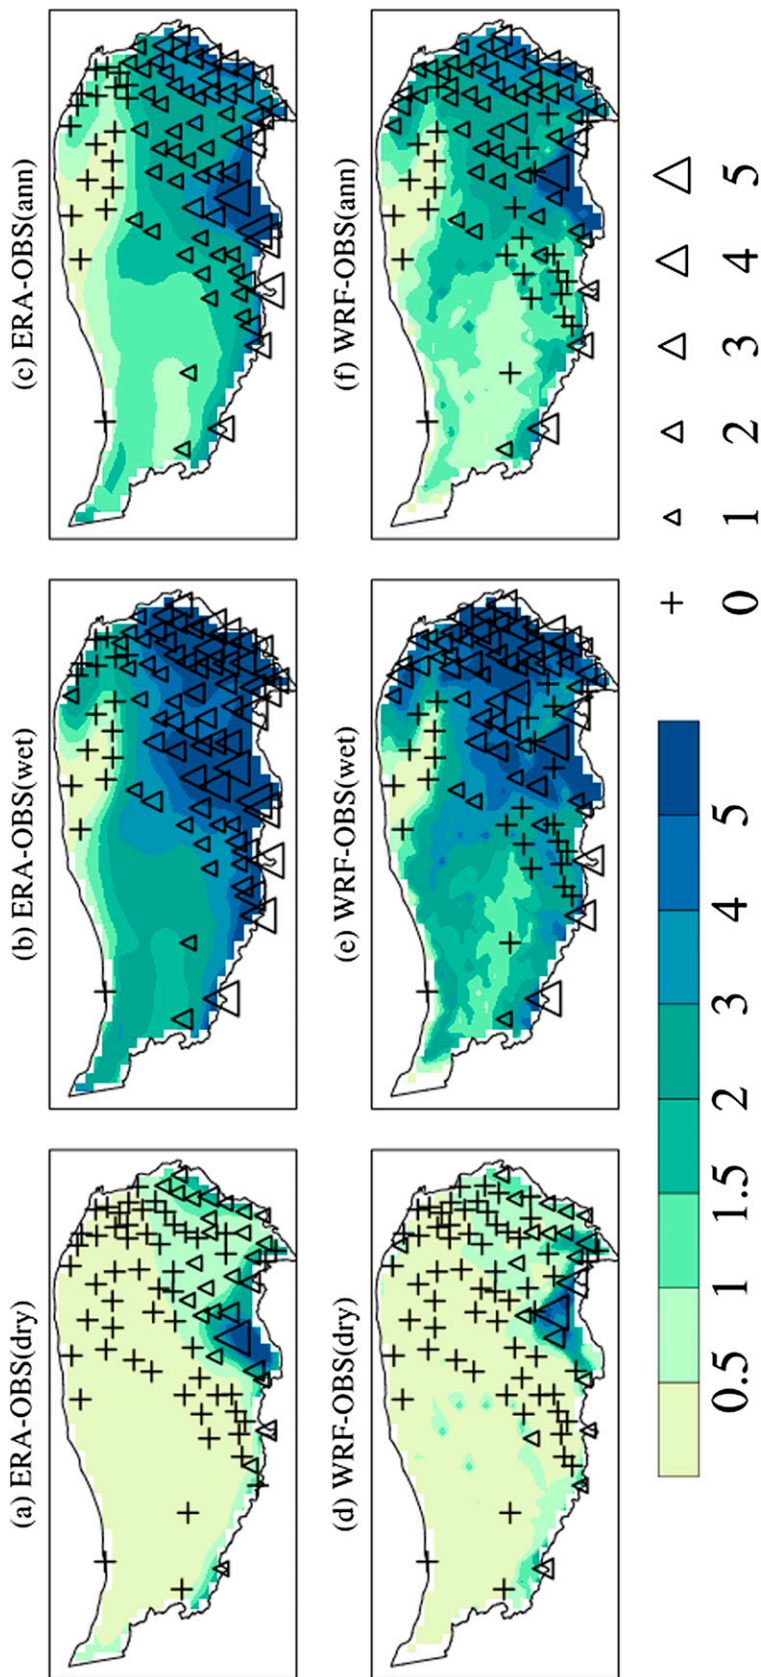 (a) ERA-OBS(dry)
(b) ERA-OBS(wet)
(c) ERA-OBS(ann)
(d) WRF-OBS(dry)
(e) WRF-OBS(wet)
(f) WRF-OBS(ann)
0.5 1 1.5 2 3 4 5
0 1 2 3 4 5